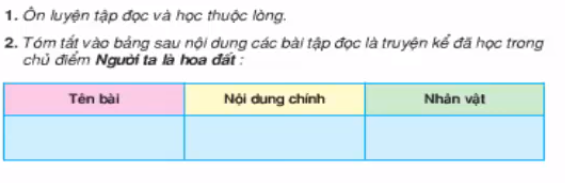 1. Ôn luyện tập đọc và học thuộc lòng.
2. Tóm tắt vào bảng sau nội dung các bài tập đọc là truyện kể đã học trong
chủ điểm Người ta là hoa đất :
Tên bài Nội dung chính Nhân vật